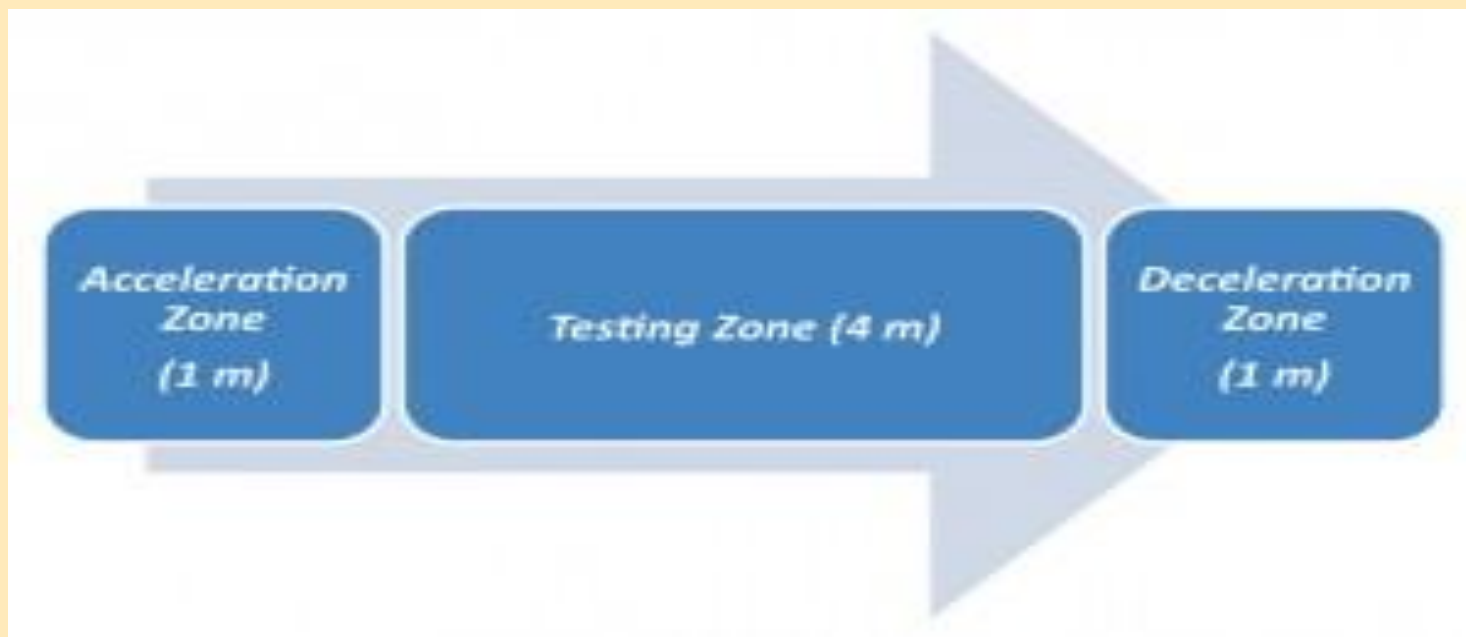 Acceleration
Zone
(1 m)
Testing Zone (4 m)
Deceleration
Zone
(1 m)